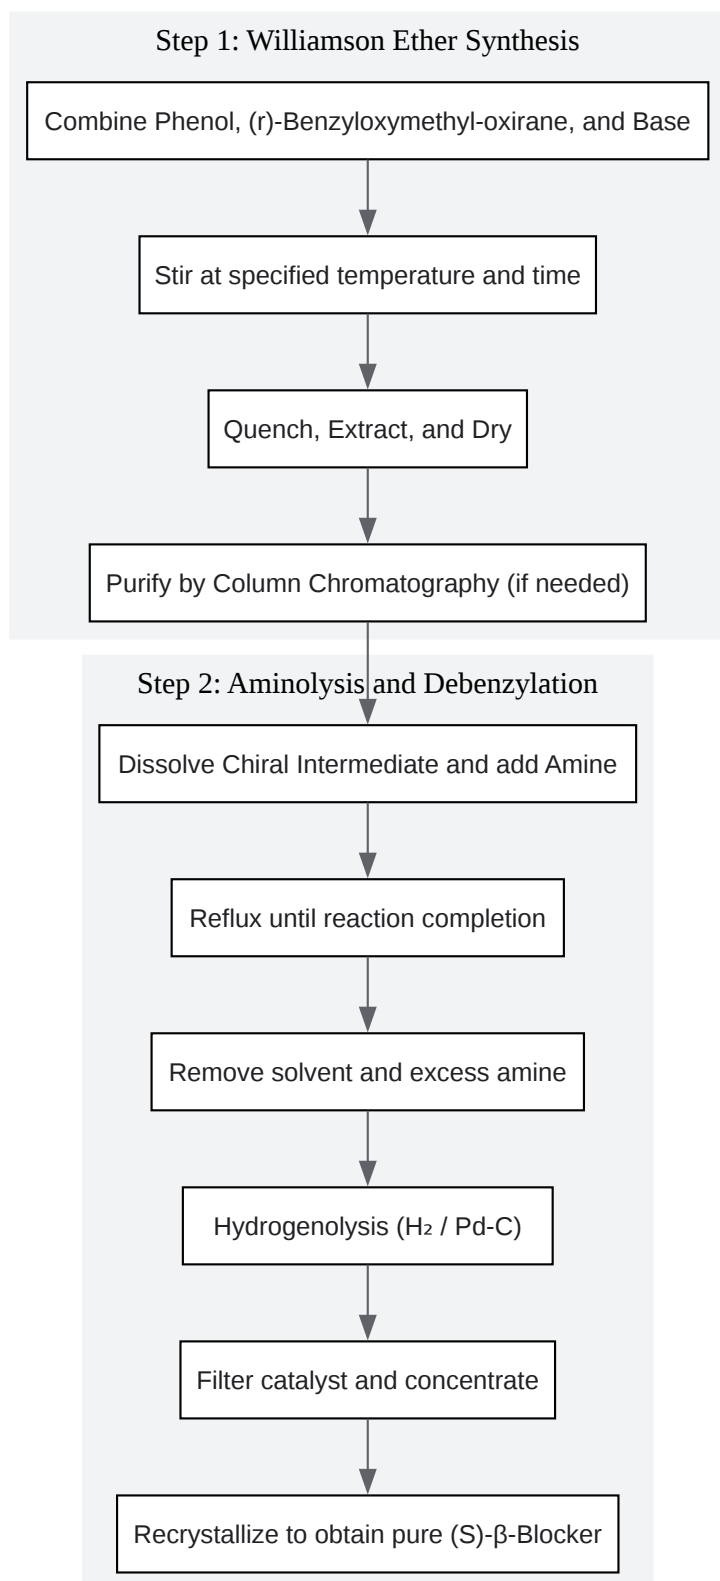 Step 1: Williamson Ether Synthesis
Combine Phenol, (r)-Benzyloxymethyl-oxirane, and Base
Stir at specified temperature and time
Quench, Extract, and Dry
Purify by Column Chromatography (if needed)
Step 2: Aminolysis and Debenzylation
Dissolve Chiral Intermediate and add Amine
Reflux until reaction completion
Remove solvent and excess amine
Hydrogenolysis (H₂ / Pd-C)
Filter catalyst and concentrate
Recrystallize to obtain pure (S)-β-Blocker